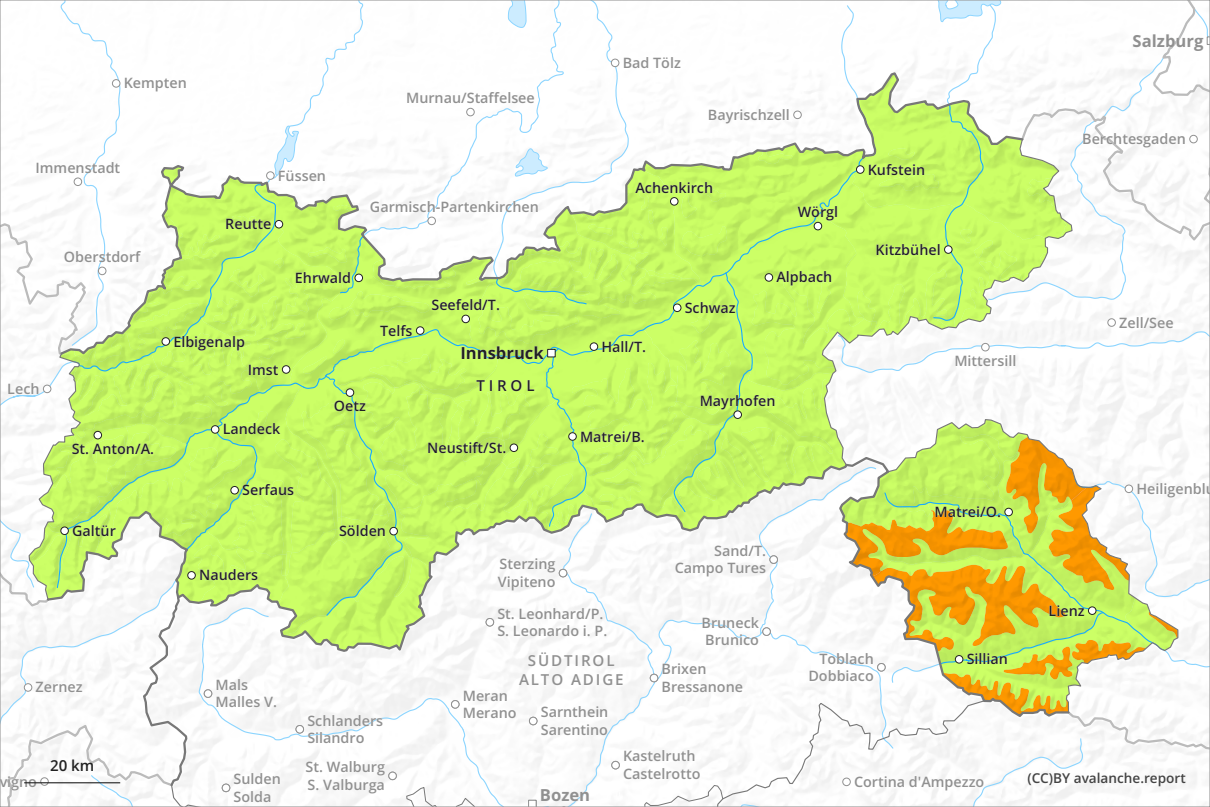 Salzburg
Bad Tölz
Kempten
Murnau/Staffelsee
Bayrischzell
Berchtesgaden
Immenstadt
Füssen
Kufstein
Achenkirch
Garmisch-Partenkirchen
Wörgl
Reutte
Kitzbühel
Oberstdorf
Ehrwald
Alpbach
Seefeld/T.
Schwaz
Zell/See
Telfs
Elbigenalp
Innsbruck
Hall/T.
Mittersill
Imst
TIROL
Lech
Oetz
Mayrhofen
Landeck
Matrei/B.
St. Anton/A.
Neustift/St.
Serfaus
Heiligenblu
Matrei/O.
Galtür
Sölden
Sand/T.
Campo Tures
Sterzing
Vipiteno
Nauders
Lienz
St. Leonhard/P.
S. Leonardo i. P.
Bruneck
Brunico
SÜDTIROL
ALTO ADIGE
Sillian
Toblach
Dobbiaco
Brixen
Bressanone
Zernez
Mals
Malles V.
Meran
Merano
Sarnthein
Sarentino
Schlanders
Silandro
Kastelruth
Castelrotto
St. Walburg
S. Valburga
20 km
vigno
Sulden
Solda
Cortina d'Ampezzo
(CC)BY avalanche.report
Bozen